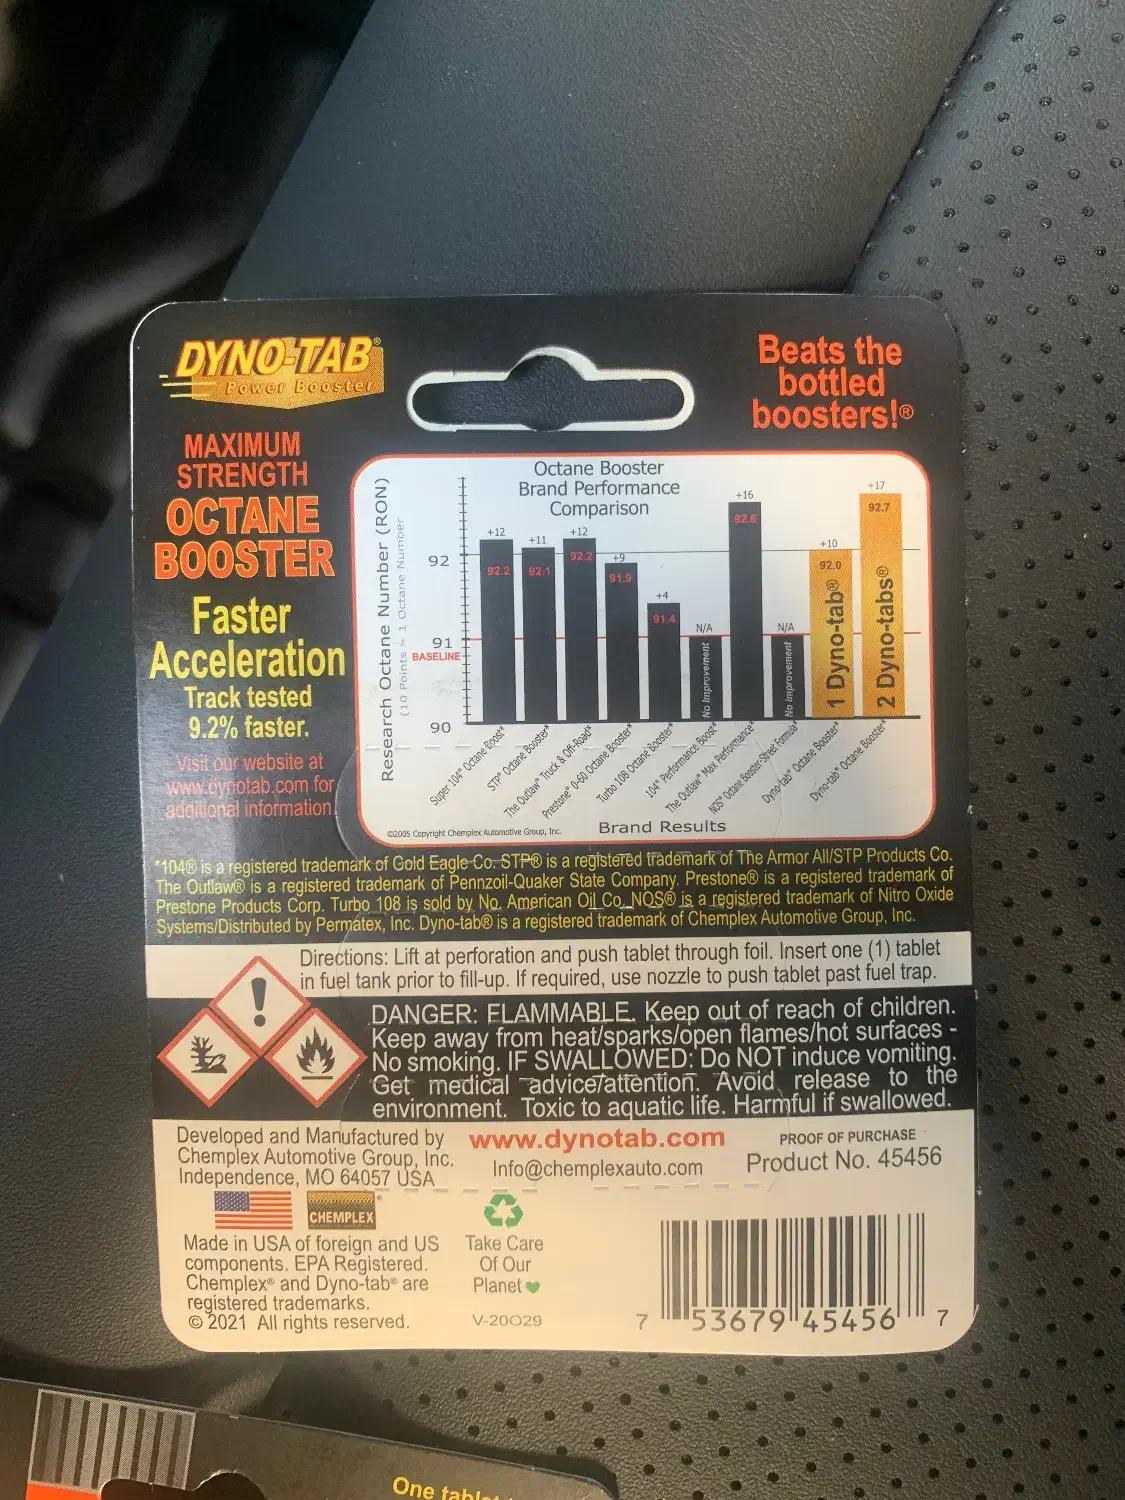 DYNO-TAB®
Power Booster
Beats the
bottled
boosters!®
MAXIMUM
STRENGTH
OCTANE
BOOSTER
Faster
Acceleration
Track tested
9.2% faster.
Visit our website at
www.dynotab.com for
additional information.
Octane Booster
Brand Performance
Comparison
Research Octane Number (RON)
(10 Points = 1 Octane Number
92
91
BASELINE
90
+12
92.2
+11
92.1
+12
92.2
+9
91.9
+4
91.4
N/A
No Improvement
+16
92.6
N/A
No Improvement
+10
92.0
1 Dyno-tab®
+17
92.7
2 Dyno-tabs®
Super 104® Octane Boost*
STP® Octane Booster*
The Outlaw® Truck & Off-Road*
Prestone® 0-60 Octane Booster*
Turbo 108 Octane Booster*
104® Performance Boost*
The Outlaw® Max Performance*
NOS® Octane Booster-Street Formula*
Dyno-tab® Octane Booster*
Dyno-tab® Octane Booster*
©2005 Copyright Chemplex Automotive Group, Inc.
Brand Results
*104® is a registered trademark of Gold Eagle Co. STP® is a registered trademark of The Armor All/STP Products Co.
The Outlaw® is a registered trademark of Pennzoil-Quaker State Company. Prestone® is a registered trademark of
Prestone Products Corp. Turbo 108 is sold by No. American Oil Co. NOS® is a registered trademark of Nitro Oxide
Systems/Distributed by Permatex, Inc. Dyno-tab® is a registered trademark of Chemplex Automotive Group, Inc.
Directions: Lift at perforation and push tablet through foil. Insert one (1) tablet
in fuel tank prior to fill-up. If required, use nozzle to push tablet past fuel trap.
DANGER: FLAMMABLE. Keep out of reach of children.
Keep away from heat/sparks/open flames/hot surfaces -
No smoking. IF SWALLOWED: Do NOT induce vomiting.
Get medical advice/attention. Avoid release to the
environment. Toxic to aquatic life. Harmful if swallowed.
Developed and Manufactured by
Chemplex Automotive Group, Inc.
Independence, MO 64057 USA
www.dynotab.com
Info@chemplexauto.com
PROOF OF PURCHASE
Product No. 45456
CHEMPLEX®
Made in USA of foreign and US
components. EPA Registered.
Chemplex® and Dyno-tab® are
registered trademarks.
© 2021 All rights reserved.
Take Care
Of Our
Planet
V-20029
7 53679 45456 7
One tablet